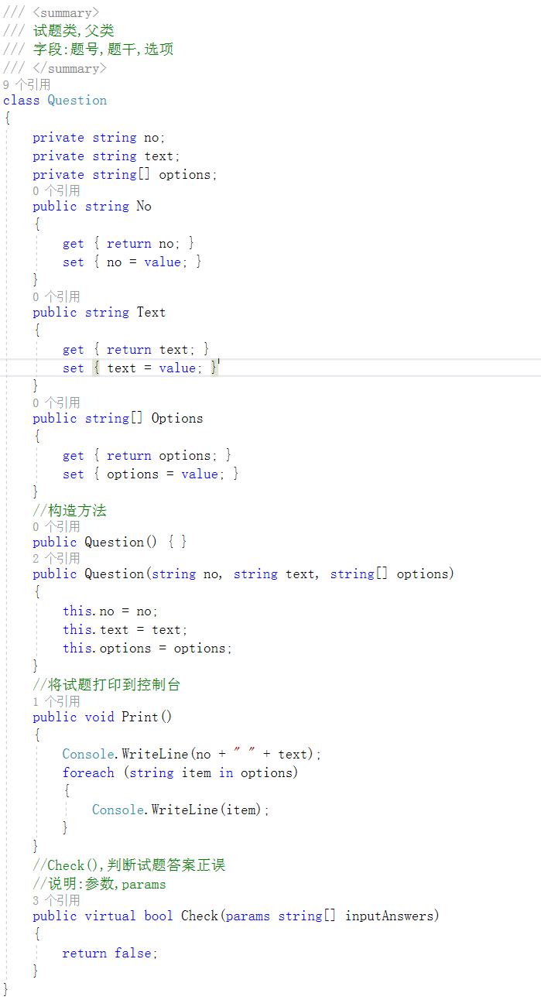 /// <summary>
/// 试题类,父类
/// 字段:题号,题干,选项
/// </summary>
9 个引用
class Question
{
private string no;
private string text;
private string[] options;
0 个引用
public string No
{
get { return no; }
set { no = value; }
}
0 个引用
public string Text
{
get { return text; }
set { text = value; }
}
0 个引用
public string[] Options
{
get { return options; }
set { options = value; }
}
//构造方法
0 个引用
public Question() { }
2 个引用
public Question(string no, string text, string[] options)
{
this.no = no;
this.text = text;
this.options = options;
}
//将试题打印到控制台
1 个引用
public void Print()
{
Console.WriteLine(no + " " + text);
foreach (string item in options)
{
Console.WriteLine(item);
}
}
//Check(),判断试题答案正误
//说明:参数,params
3 个引用
public virtual bool Check(params string[] inputAnswers)
{
return false;
}
}